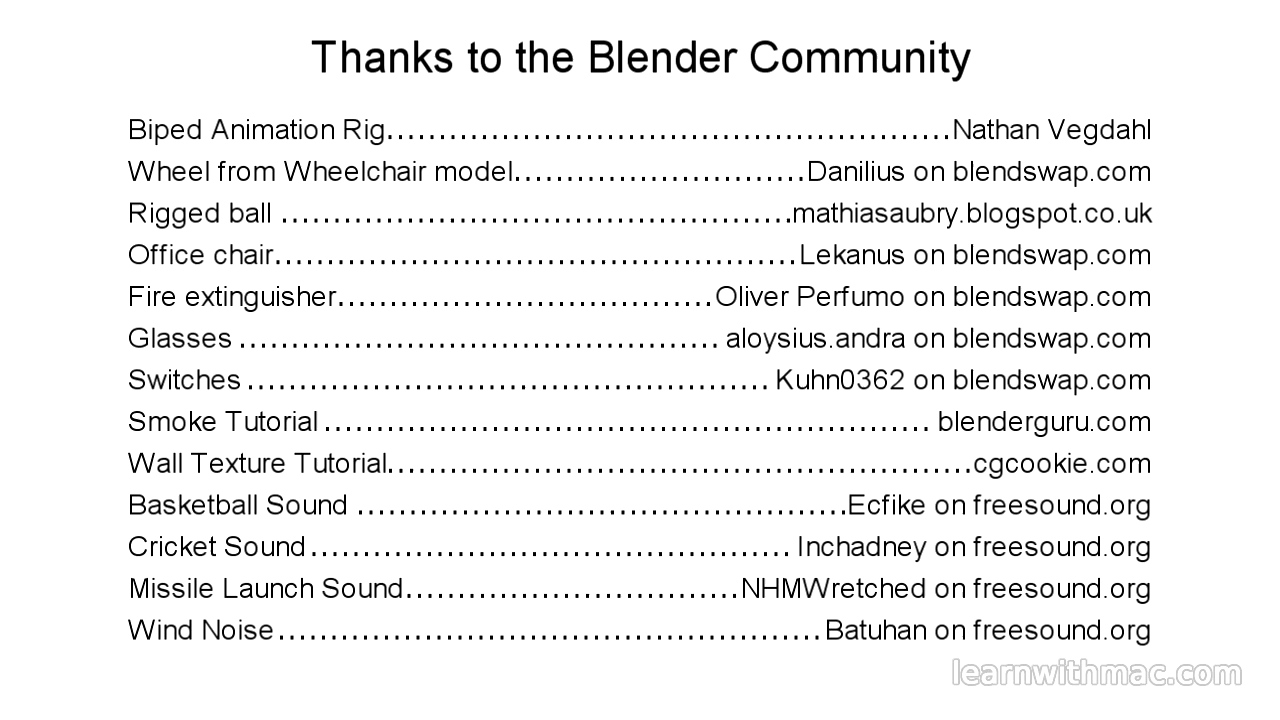 Thanks to the Blender Community
Biped Animation Rig......................................................Nathan Vegdahl
Wheel from Wheelchair model............................Danilius on blendswap.com
Rigged ball .................................................mathiasaubry.blogspot.co.uk
Office chair..................................................Lekanus on blendswap.com
Fire extinguisher....................................Oliver Perfumo on blendswap.com
Glasses .............................................. aloysius.andra on blendswap.com
Switches .................................................. Kuhn0362 on blendswap.com
Smoke Tutorial .......................................................... blenderguru.com
Wall Texture Tutorial........................................................cgcookie.com
Basketball Sound ...............................................Ecfike on freesound.org
Cricket Sound .............................................. Inchadney on freesound.org
Missile Launch Sound................................NHMWretched on freesound.org
Wind Noise .................................................... Batuhan on freesound.org
learnwithmac.com